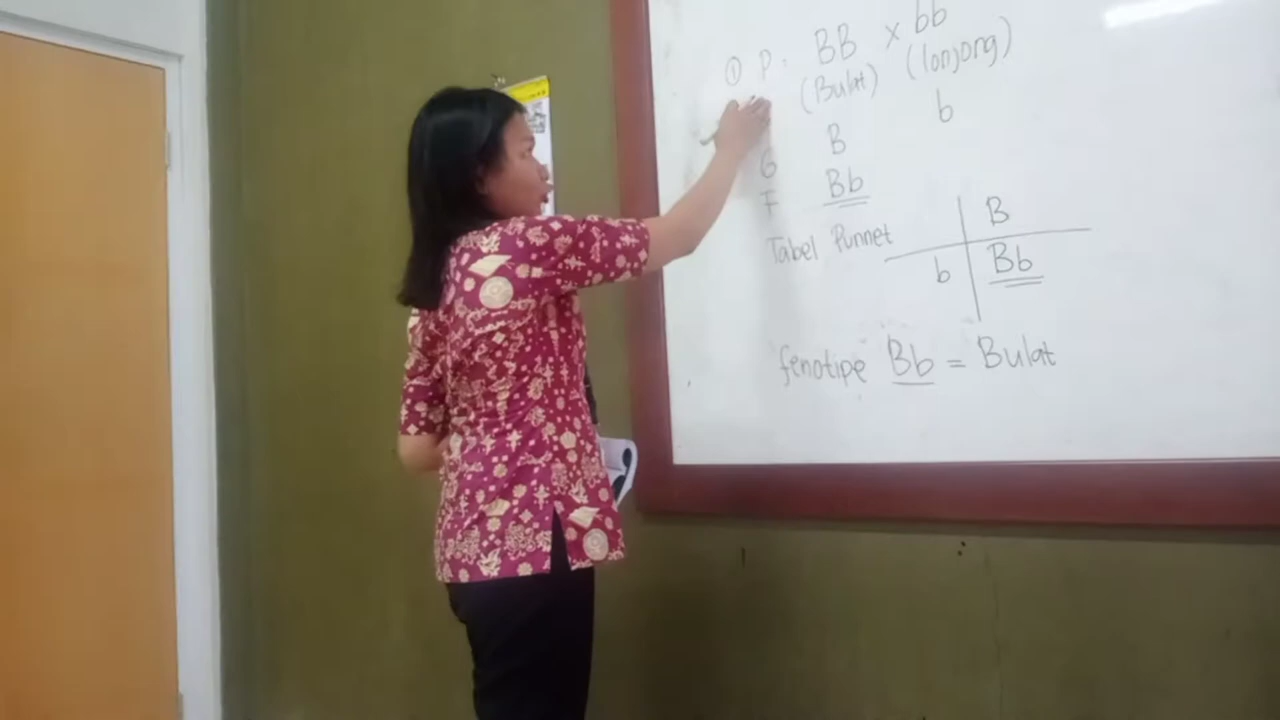 ① P. BB x bb
(Bulat) (lonjong)
G B b
F Bb
Tabel Punnet
B
b Bb
fenotipe Bb = Bulat